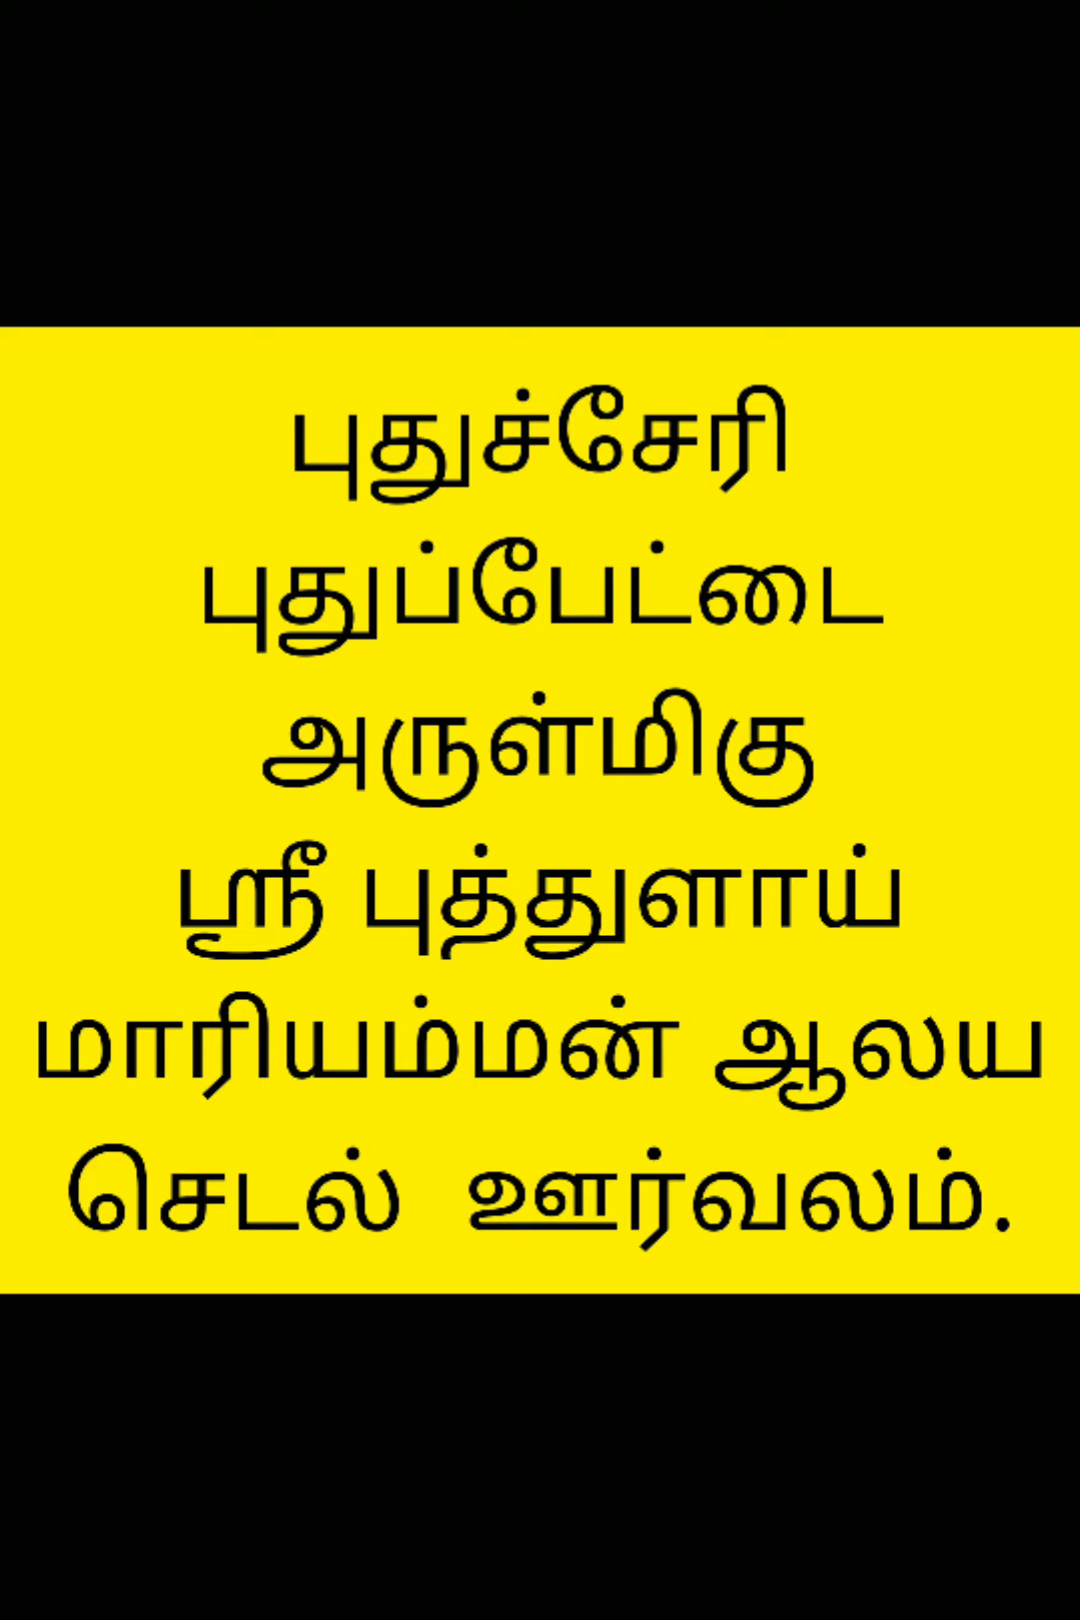 புதுச்சேரி
புதுப்பேட்டை
அருள்மிகு
ஸ்ரீ புத்துளாய்
மாரியம்மன் ஆலய
செடல் ஊர்வலம்.